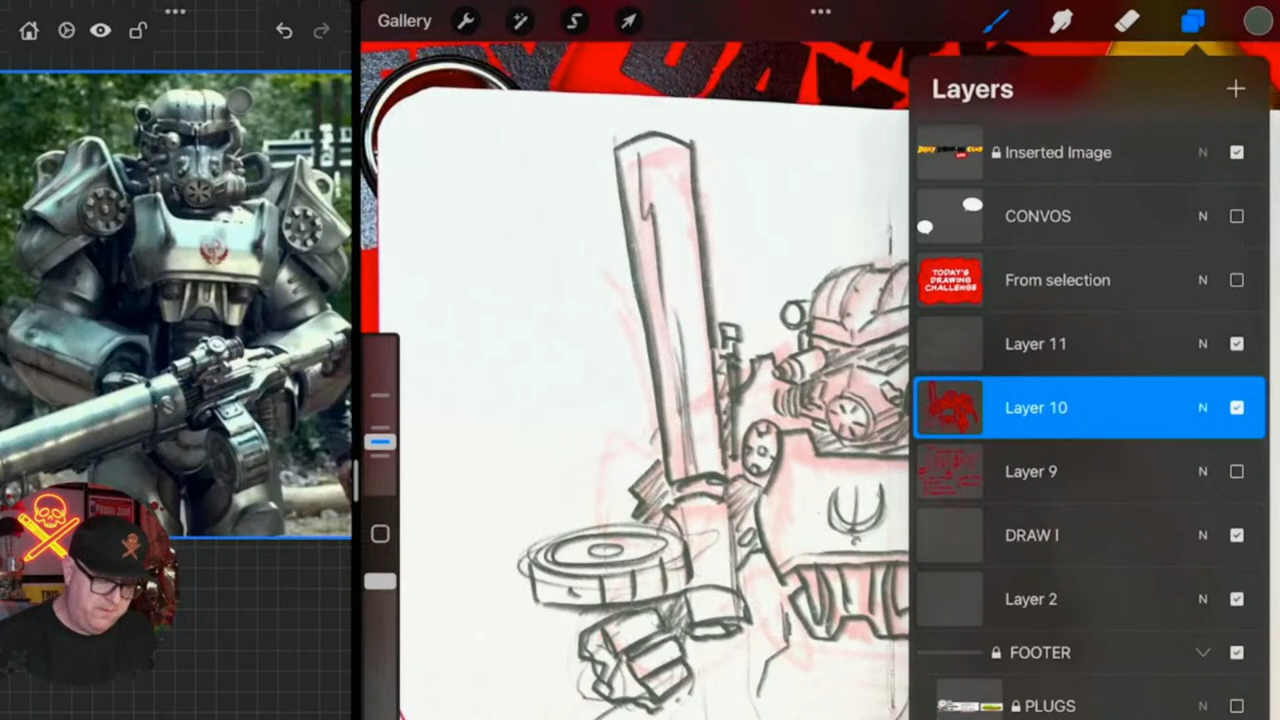 Gallery
Layers
Inserted Image
N
CONVOS
N
TODAY'S
DRAWING
CHALLENGE
From selection
N
Layer 11
N
Layer 10
N
Layer 9
N
DRAW I
N
Layer 2
N
FOOTER
PLUGS
N
THIS